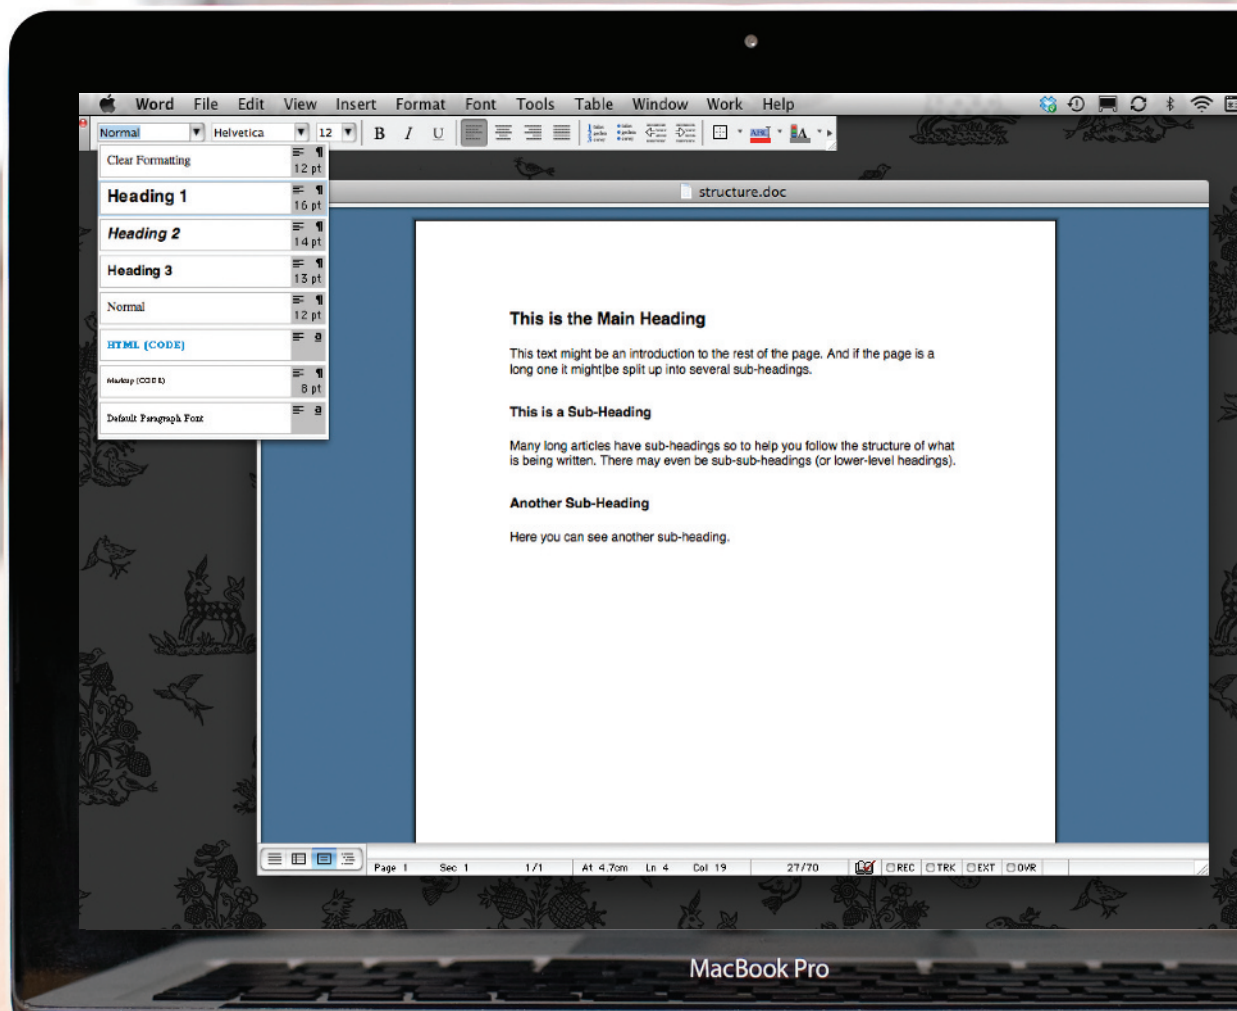 Word File Edit View Insert Format Font Tools Table Window Work Help
Normal Helvetica 12 B I U ABC A
Clear Formatting 12 pt
Heading 1 16 pt
Heading 2 14 pt
Heading 3 13 pt
Normal 12 pt
HTML (CODE) a
Markup (CODE) 8 pt
Default Paragraph Font a
structure.doc
This is the Main Heading
This text might be an introduction to the rest of the page. And if the page is a
long one it might be split up into several sub-headings.
This is a Sub-Heading
Many long articles have sub-headings so to help you follow the structure of what
is being written. There may even be sub-sub-headings (or lower-level headings).
Another Sub-Heading
Here you can see another sub-heading.
Page 1 Sec 1 1/1 At 4.7cm Ln 4 Col 19 27/70 REC TRK EXT OVR
MacBook Pro